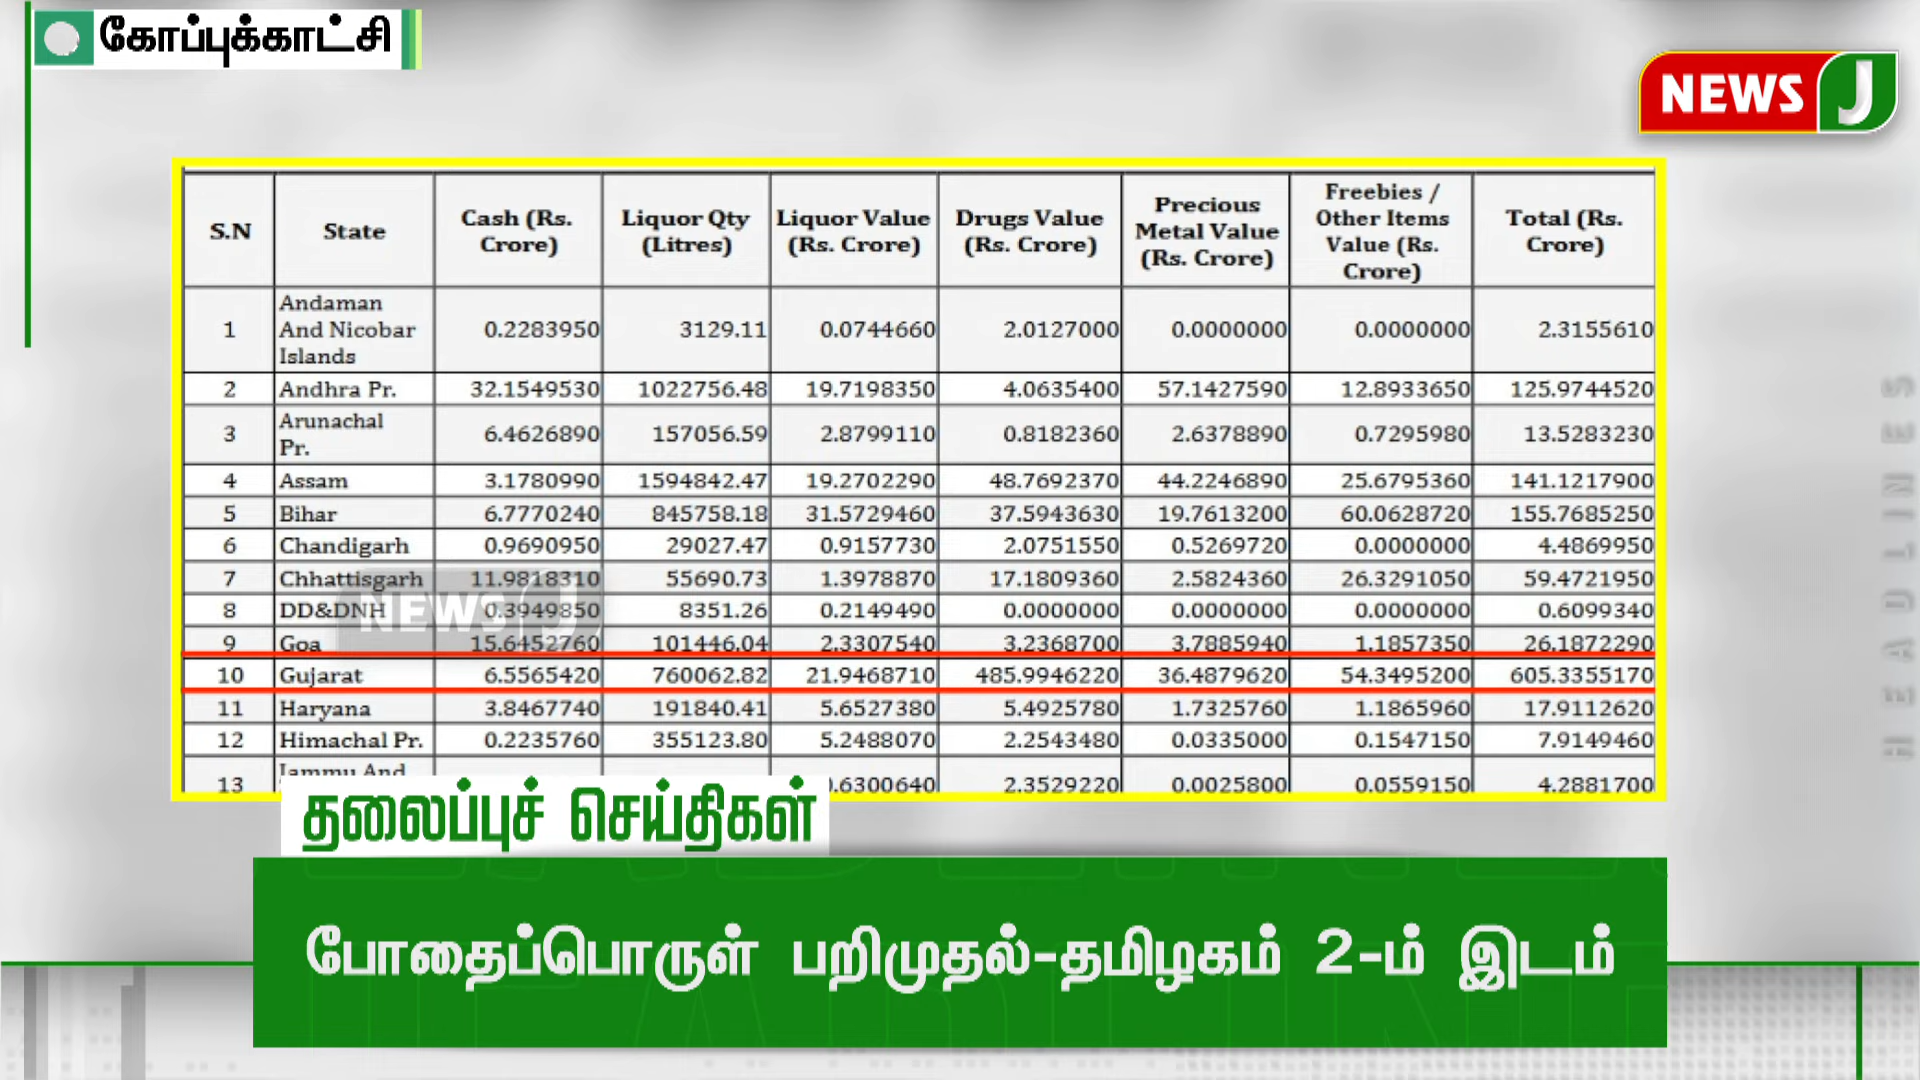 கோப்புக்காட்சி
NEWS J
S.N State Cash (Rs. Crore) Liquor Qty (Litres) Liquor Value (Rs. Crore) Drugs Value (Rs. Crore) Precious Metal Value (Rs. Crore) Freebies / Other Items Value (Rs. Crore) Total (Rs. Crore)
1 Andaman And Nicobar Islands 0.2283950 3129.11 0.0744660 2.0127000 0.0000000 0.0000000 2.3155610
2 Andhra Pr. 32.1549530 1022756.48 19.7198350 4.0635400 57.1427590 12.8933650 125.9744520
3 Arunachal Pr. 6.4626890 157056.59 2.8799110 0.8182360 2.6378890 0.7295980 13.5283230
4 Assam 3.1780990 1594842.47 19.2702290 48.7692370 44.2246890 25.6795360 141.1217900
5 Bihar 6.7770240 845758.18 31.5729460 37.5943630 19.7613200 60.0628720 155.7685250
6 Chandigarh 0.9690950 29027.47 0.9157730 2.0751550 0.5269720 0.0000000 4.4869950
7 Chhattisgarh 11.9818310 55690.73 1.3978870 17.1809360 2.5824360 26.3291050 59.4721950
8 DD&DNH 0.3949850 8351.26 0.2149490 0.0000000 0.0000000 0.0000000 0.6099340
NEWS J
9 Goa 15.6452760 101446.04 2.3307540 3.2368700 3.7885940 1.1857350 26.1872290
10 Gujarat 6.5565420 760062.82 21.9468710 485.9946220 36.4879620 54.3495200 605.3355170
11 Haryana 3.8467740 191840.41 5.6527380 5.4925780 1.7325760 1.1865960 17.9112620
12 Himachal Pr. 0.2235760 355123.80 5.2488070 2.2543480 0.0335000 0.1547150 7.9149460
13 Jammu And .6300640 2.3529220 0.0025800 0.0559150 4.2881700
HEADLINES
தலைப்புச் செய்திகள்
போதைப்பொருள் பறிமுதல்-தமிழகம் 2-ம் இடம்